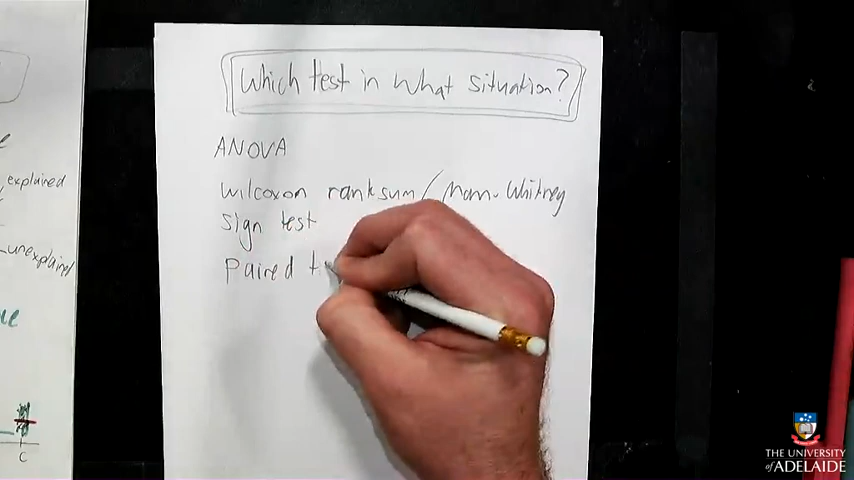 Which test in what situation?
ANOVA
wilcoxon ranksum / Mann-Whitney
sign test
paired t
explained
unexplained
C
THE UNIVERSITY
of ADELAIDE